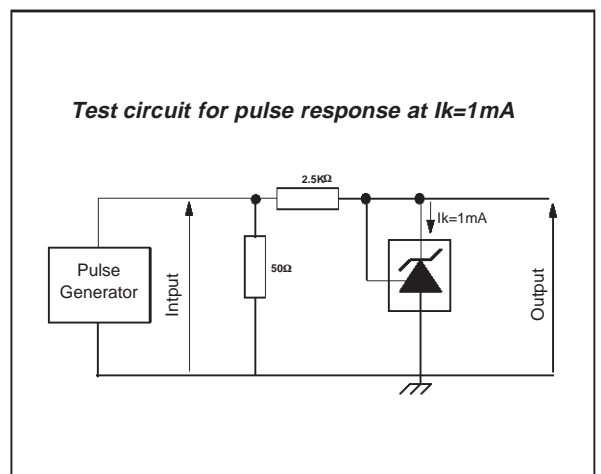 Test circuit for pulse response at Ik=1mA
2.5KΩ
Ik=1mA
50Ω
Pulse
Generator
Intput
Output